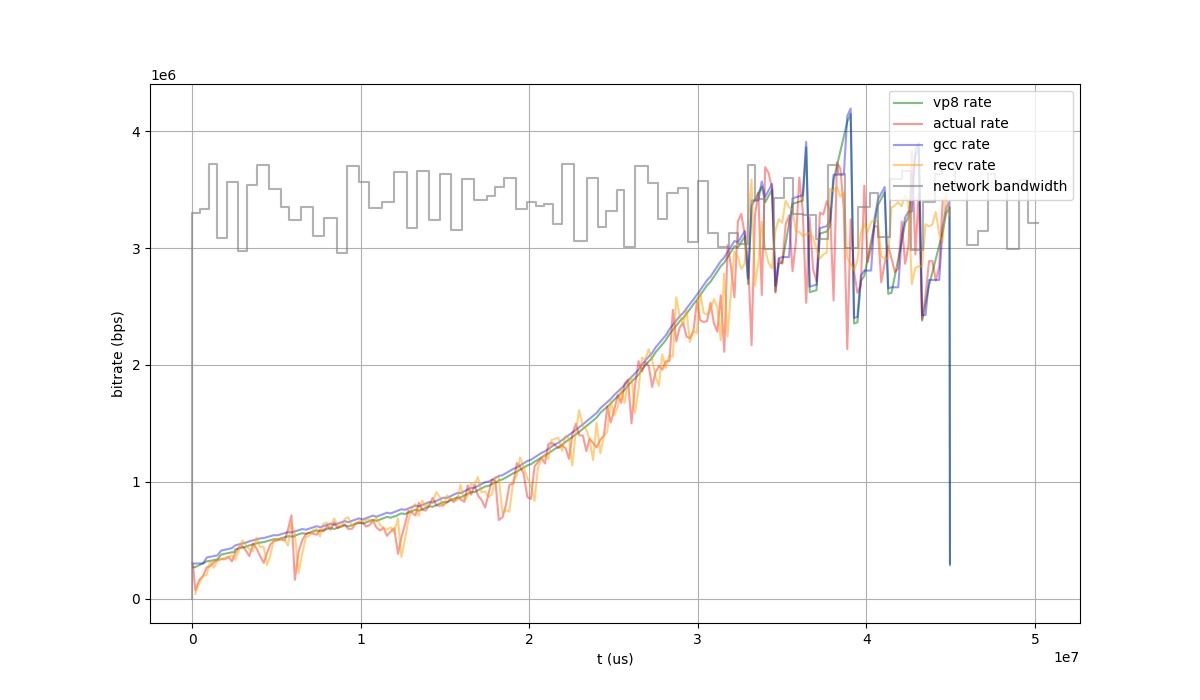 1e6
vp8 rate
actual rate
gcc rate
recv rate
network bandwidth
4
3
2
1
0
bitrate (bps)
0 1 2 3 4 5
t (us)
1e7